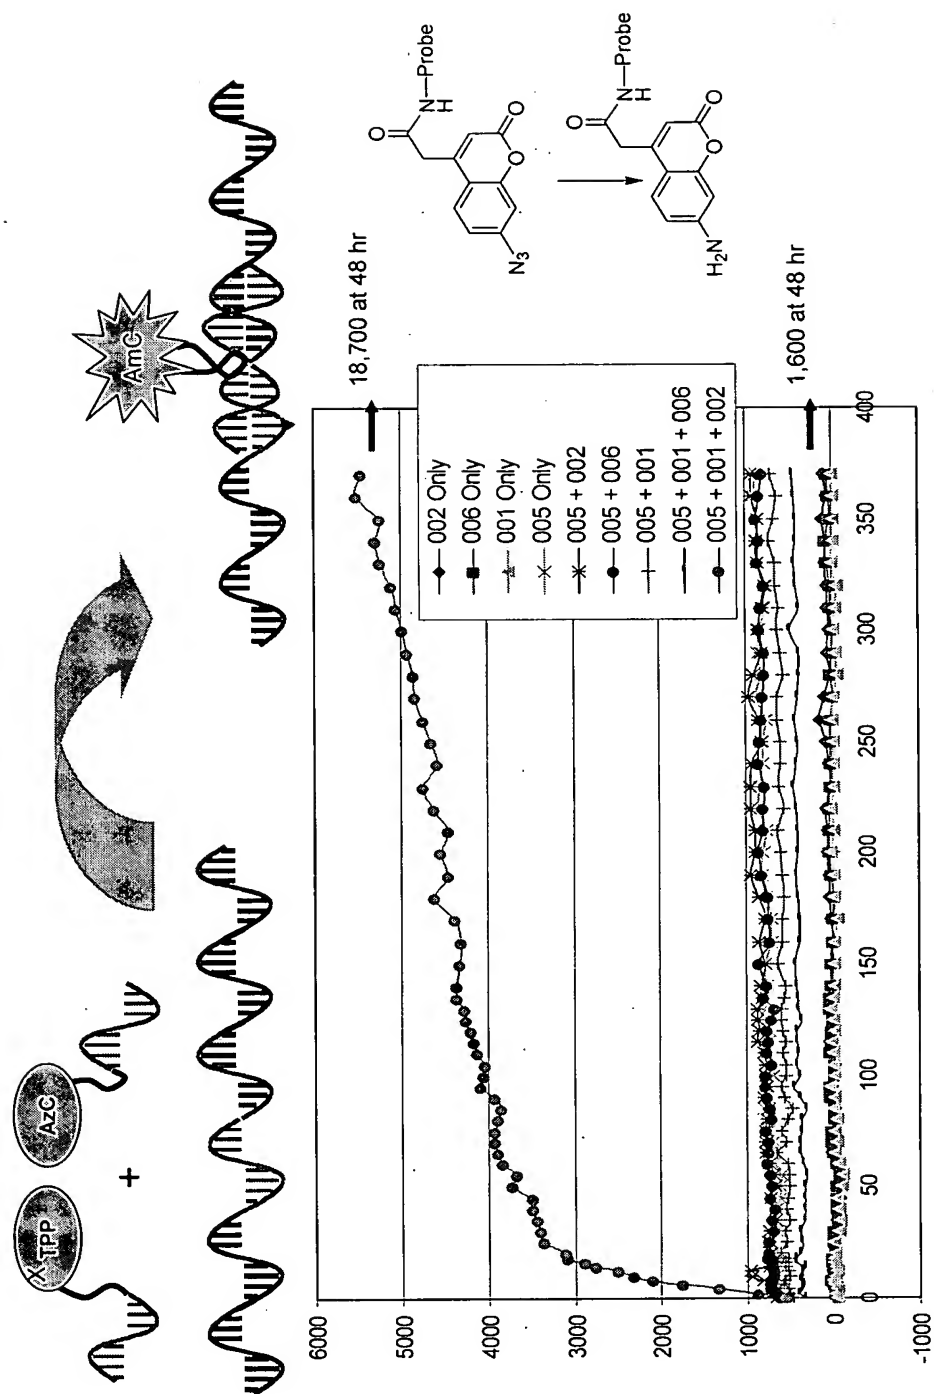 X
TPP
+
AzC
AmC
O
N—Probe
H
O
O
N3
O
N—Probe
H
O
O
H2N
18,700 at 48 hr
1,600 at 48 hr
002 Only
006 Only
001 Only
005 Only
005 + 002
005 + 006
005 + 001
005 + 001 + 006
005 + 001 + 002
6000
5000
4000
3000
2000
1000
0
-1000
0
50
100
150
200
250
300
350
400